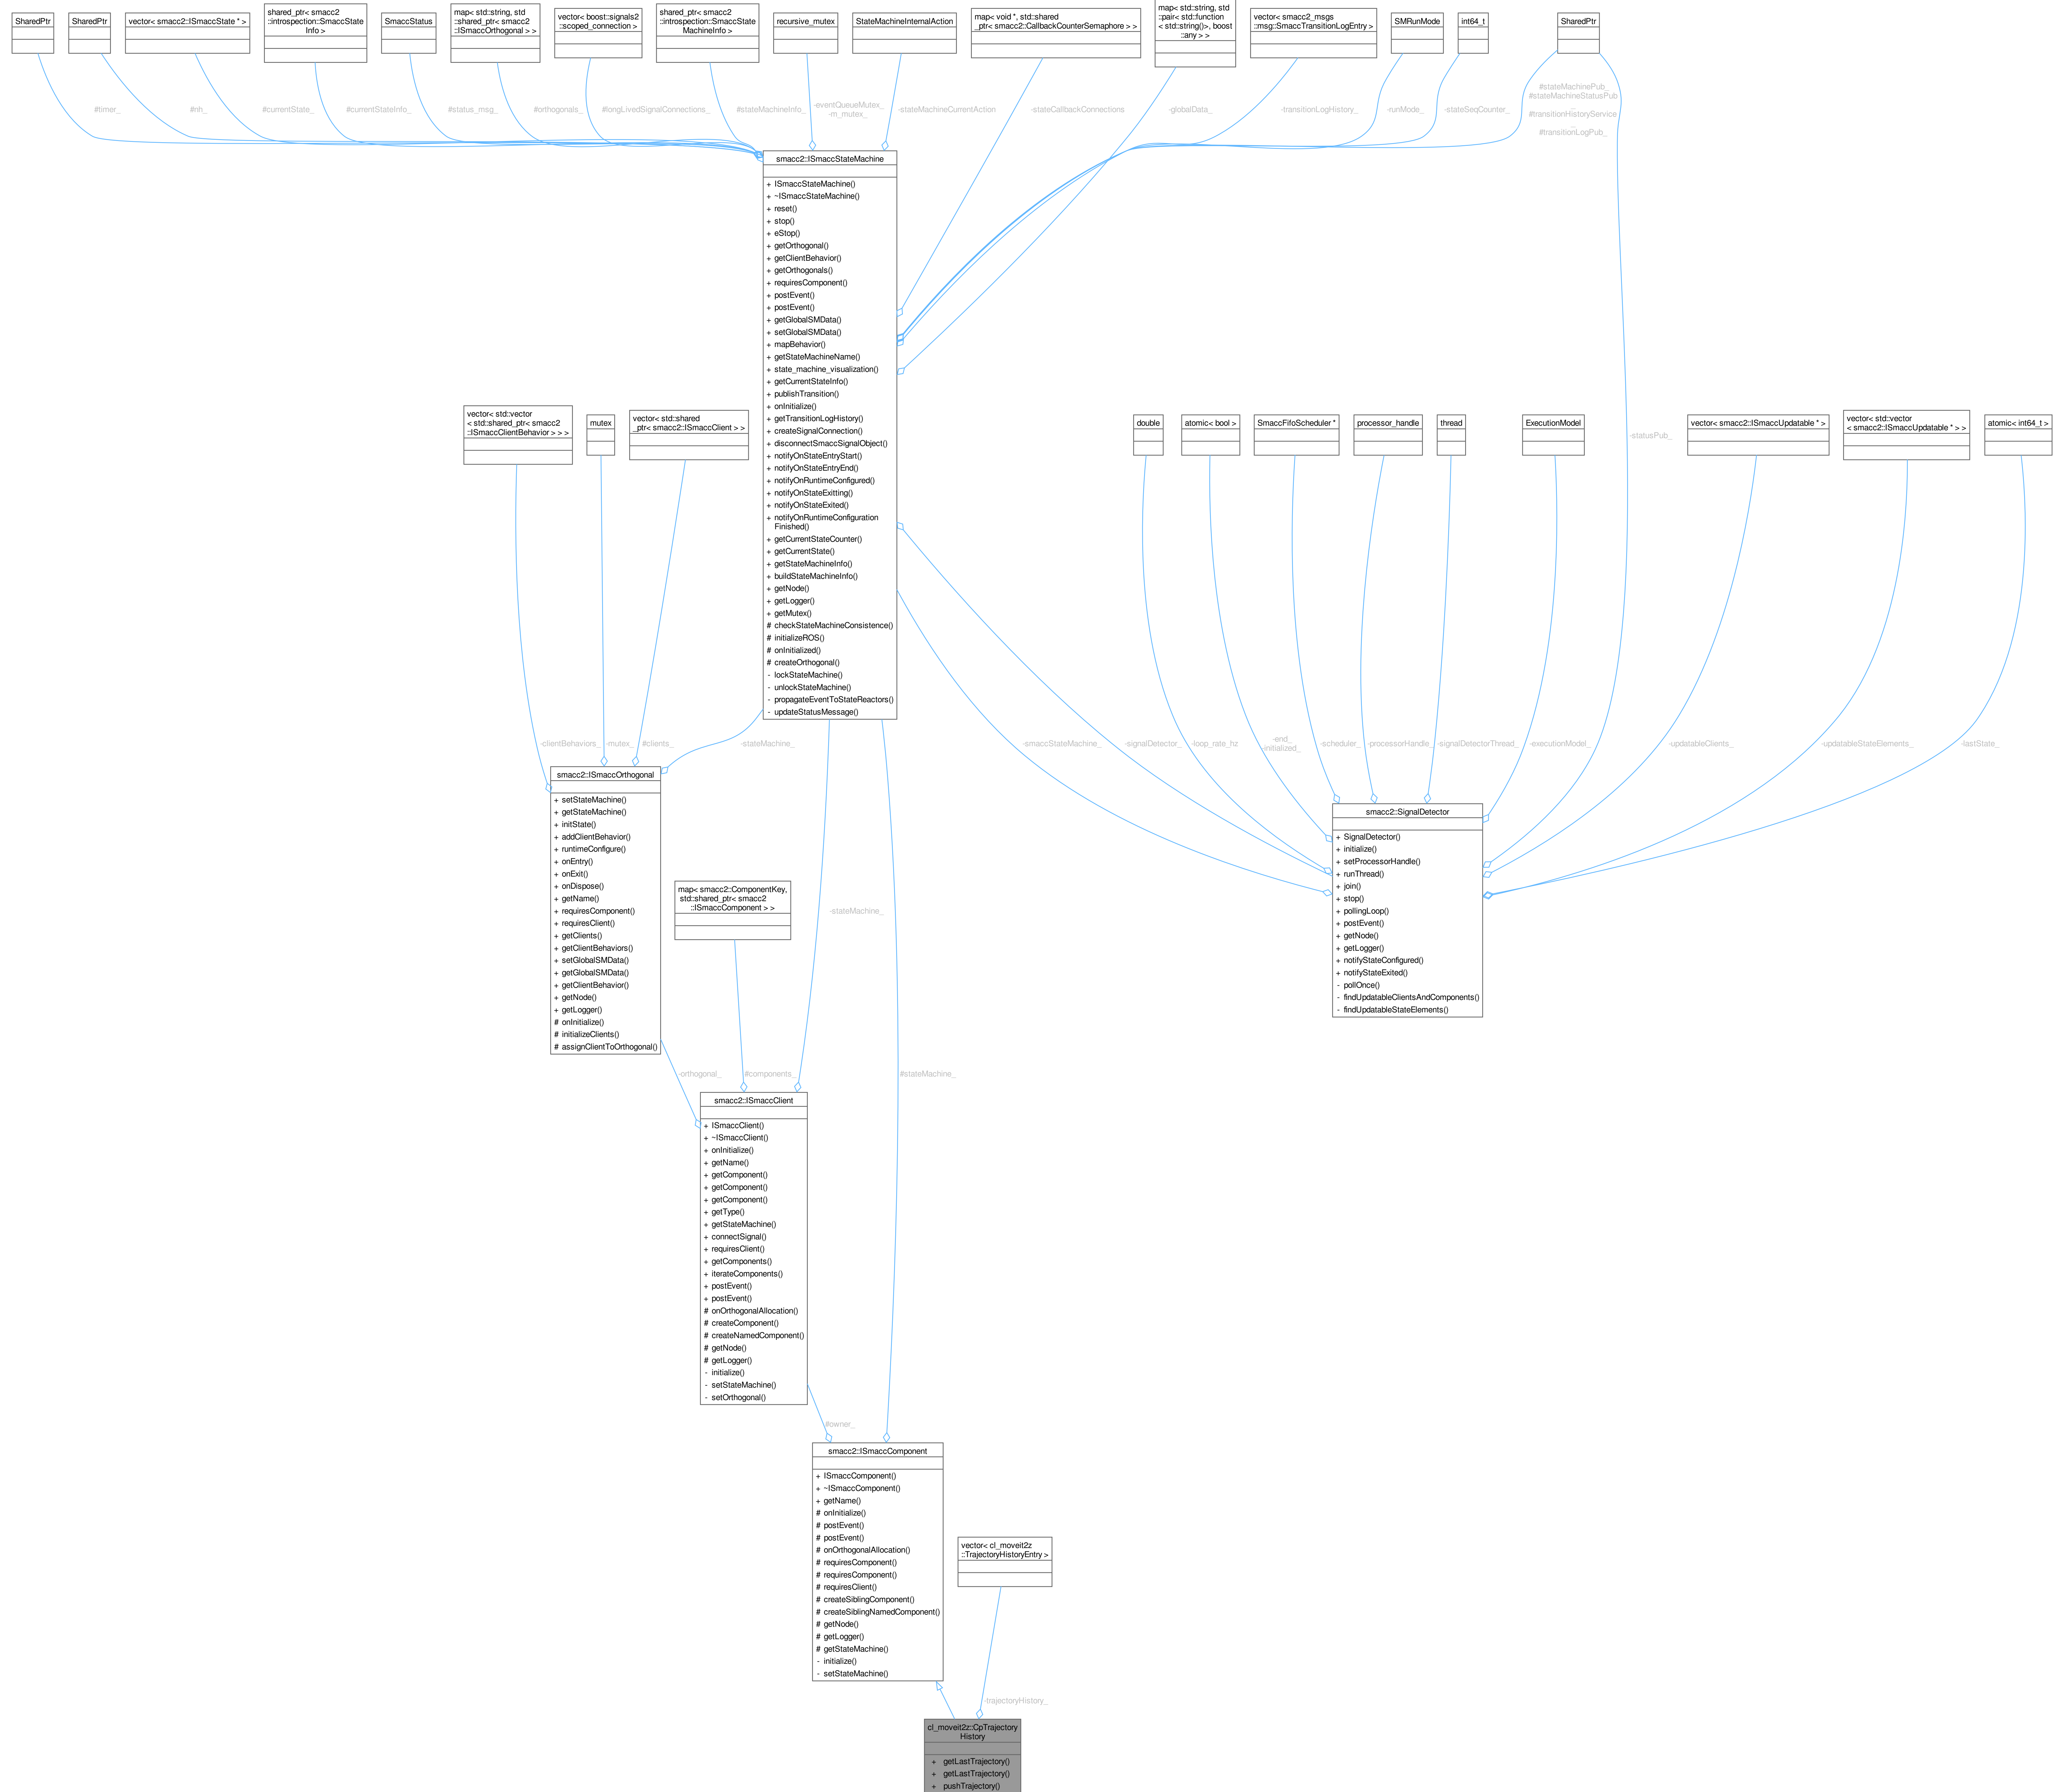 SharedPtr
SharedPtr
vector< smacc2::ISmaccState * >
shared_ptr< smacc2
::introspection::SmaccState
Info >
SmaccStatus
map< std::string, std
::shared_ptr< smacc2
::ISmaccOrthogonal > >
vector< boost::signals2
::scoped_connection >
shared_ptr< smacc2
::introspection::SmaccState
MachineInfo >
recursive_mutex
StateMachineInternalAction
map< void *, std::shared
_ptr< smacc2::CallbackCounterSemaphore > >
map< std::string, std
::pair< std::function
< std::string()>, boost
::any > >
vector< smacc2_msgs
::msg::SmaccTransitionLogEntry >
SMRunMode
int64_t
SharedPtr
#timer_
#nh_
#currentState_
#currentStateInfo_
#status_msg_
#orthogonals_
#longLivedSignalConnections_
#stateMachineInfo_
-eventQueueMutex_
-m_mutex_
-stateMachineCurrentAction
-stateCallbackConnections
-globalData_
-transitionLogHistory_
-runMode_
-stateSeqCounter_
#stateMachinePub_
#stateMachineStatusPub
_
#transitionHistoryService
_
#transitionLogPub_
smacc2::ISmaccStateMachine
+ ISmaccStateMachine()
+ ~ISmaccStateMachine()
+ reset()
+ stop()
+ eStop()
+ getOrthogonal()
+ getClientBehavior()
+ getOrthogonals()
+ requiresComponent()
+ postEvent()
+ postEvent()
+ getGlobalSMData()
+ setGlobalSMData()
+ mapBehavior()
+ getStateMachineName()
+ state_machine_visualization()
+ getCurrentStateInfo()
+ publishTransition()
+ onInitialize()
+ getTransitionLogHistory()
+ createSignalConnection()
+ disconnectSmaccSignalObject()
+ notifyOnStateEntryStart()
+ notifyOnStateEntryEnd()
+ notifyOnRuntimeConfigured()
+ notifyOnStateExitting()
+ notifyOnStateExited()
+ notifyOnRuntimeConfiguration
Finished()
+ getCurrentStateCounter()
+ getCurrentState()
+ getStateMachineInfo()
+ buildStateMachineInfo()
+ getNode()
+ getLogger()
+ getMutex()
# checkStateMachineConsistence()
# initializeROS()
# onInitialized()
# createOrthogonal()
- lockStateMachine()
- unlockStateMachine()
- propagateEventToStateReactors()
- updateStatusMessage()
vector< std::vector
< std::shared_ptr< smacc2
::ISmaccClientBehavior > > >
mutex
vector< std::shared
_ptr< smacc2::ISmaccClient > >
double
atomic< bool >
SmaccFifoScheduler *
processor_handle
thread
ExecutionModel
-statusPub_
vector< smacc2::ISmaccUpdatable * >
vector< std::vector
< smacc2::ISmaccUpdatable * > >
atomic< int64_t >
-clientBehaviors_
-mutex_
#clients_
-stateMachine_
-smaccStateMachine_
-signalDetector_
-loop_rate_hz
-end_
-initialized_
-scheduler_
-processorHandle_
-signalDetectorThread_
-executionModel_
-updatableClients_
-updatableStateElements_
-lastState_
smacc2::ISmaccOrthogonal
+ setStateMachine()
+ getStateMachine()
+ initState()
+ addClientBehavior()
+ runtimeConfigure()
+ onEntry()
+ onExit()
+ onDispose()
+ getName()
+ requiresComponent()
+ requiresClient()
+ getClients()
+ getClientBehaviors()
+ setGlobalSMData()
+ getGlobalSMData()
+ getClientBehavior()
+ getNode()
+ getLogger()
# onInitialize()
# initializeClients()
# assignClientToOrthogonal()
smacc2::SignalDetector
+ SignalDetector()
+ initialize()
+ setProcessorHandle()
+ runThread()
+ join()
+ stop()
+ pollingLoop()
+ postEvent()
+ getNode()
+ getLogger()
+ notifyStateConfigured()
+ notifyStateExited()
- pollOnce()
- findUpdatableClientsAndComponents()
- findUpdatableStateElements()
map< smacc2::ComponentKey,
std::shared_ptr< smacc2
::ISmaccComponent > >
-stateMachine_
-orthogonal_
#components_
#stateMachine_
smacc2::ISmaccClient
+ ISmaccClient()
+ ~ISmaccClient()
+ onInitialize()
+ getName()
+ getComponent()
+ getComponent()
+ getComponent()
+ getType()
+ getStateMachine()
+ connectSignal()
+ requiresClient()
+ getComponents()
+ iterateComponents()
+ postEvent()
+ postEvent()
# onOrthogonalAllocation()
# createComponent()
# createNamedComponent()
# getNode()
# getLogger()
- initialize()
- setStateMachine()
- setOrthogonal()
#owner_
smacc2::ISmaccComponent
+ ISmaccComponent()
+ ~ISmaccComponent()
+ getName()
# onInitialize()
# postEvent()
# postEvent()
# onOrthogonalAllocation()
# requiresComponent()
# requiresComponent()
# requiresClient()
# createSiblingComponent()
# createSiblingNamedComponent()
# getNode()
# getLogger()
# getStateMachine()
- initialize()
- setStateMachine()
vector< cl_moveit2z
::TrajectoryHistoryEntry >
-trajectoryHistory_
cl_moveit2z::CpTrajectory
History
+ getLastTrajectory()
+ getLastTrajectory()
+ pushTrajectory()